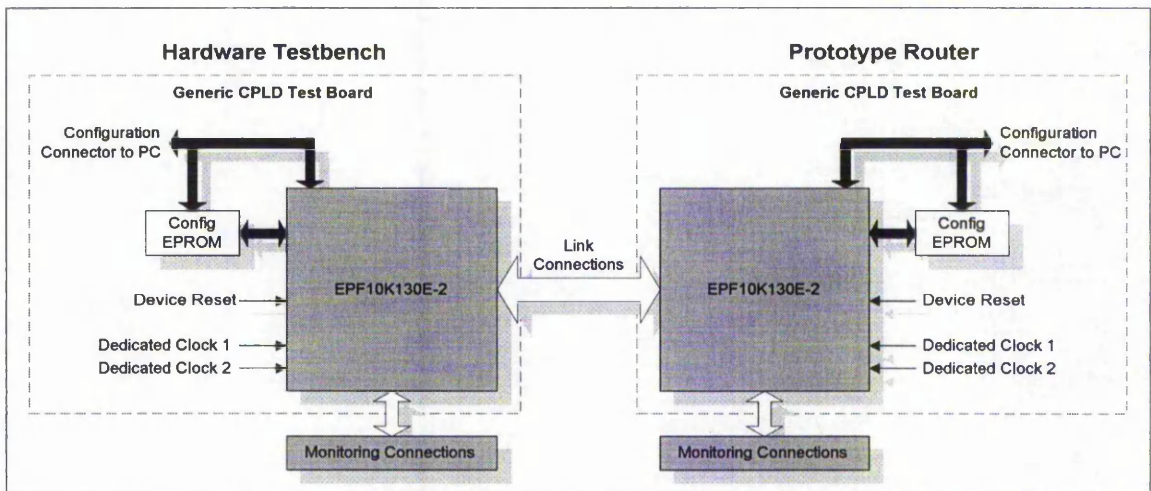 Hardware Testbench
Generic CPLD Test Board
Configuration
Connector to PC
Config
EPROM
EPF10K130E-2
Device Reset
Dedicated Clock 1
Dedicated Clock 2
Monitoring Connections
Link
Connections
Prototype Router
Generic CPLD Test Board
Configuration
Connector to PC
Config
EPROM
EPF10K130E-2
Device Reset
Dedicated Clock 1
Dedicated Clock 2
Monitoring Connections